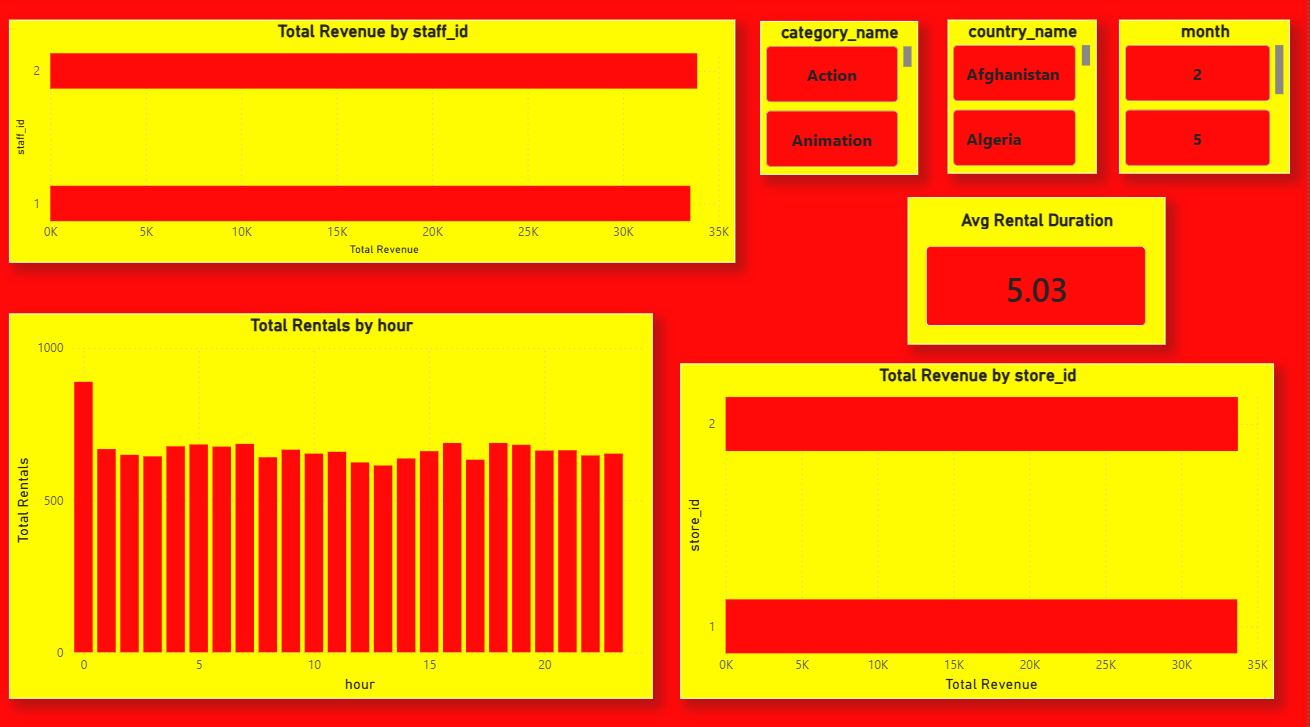 Total Revenue by staff_id
staff_id
2
1
0K 5K 10K 15K 20K 25K 30K 35K
Total Revenue
category_name
Action
Animation
country_name
Afghanistan
Algeria
month
2
5
Avg Rental Duration
5.03
Total Rentals by hour
Total Rentals
1000
500
0
0 5 10 15 20
hour
Total Revenue by store_id
store_id
2
1
0K 5K 10K 15K 20K 25K 30K 35K
Total Revenue